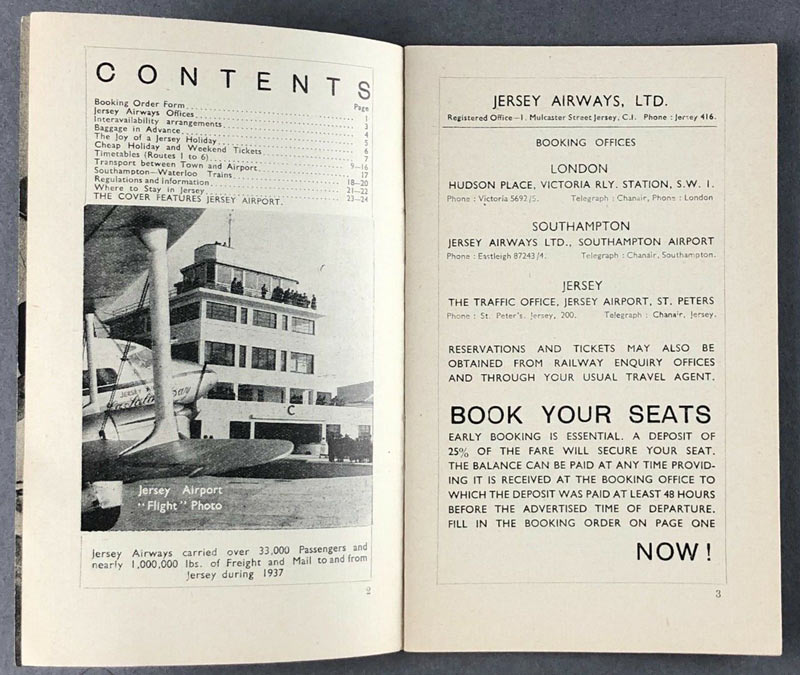 CONTENTS
Page
Booking Order Form 1
Jersey Airways Offices 3
Interavailability arrangements 4
Baggage in Advance 4
The Joy of a Jersey Holiday 5
Cheap Holiday and Weekend Tickets 6
Timetables (Routes 1 to 6) 7
Transport between Town and Airport 9-16
Southampton—Waterloo Trains 17
Regulations and information 18-20
Where to Stay in Jersey 21-22
THE COVER FEATURES JERSEY AIRPORT. 23-24
C
Jersey Airport
"Flight" Photo
Jersey Airways carried over 33,000 Passengers and
nearly 1,000,000 lbs. of Freight and Mail to and from
Jersey during 1937
2
JERSEY AIRWAYS, LTD.
Registered Office—1, Mulcaster Street Jersey, C.I. Phone : Jersey 416.
BOOKING OFFICES
LONDON
HUDSON PLACE, VICTORIA RLY. STATION, S.W. 1.
Phone : Victoria 5692/5. Telegraph : Chanair, Phone : London
SOUTHAMPTON
JERSEY AIRWAYS LTD., SOUTHAMPTON AIRPORT
Phone : Eastleigh 87243/4. Telegraph : Chanair, Southampton.
JERSEY
THE TRAFFIC OFFICE, JERSEY AIRPORT, ST. PETERS
Phone : St. Peter's, Jersey, 200. Telegraph : Chanair, Jersey.
RESERVATIONS AND TICKETS MAY ALSO BE
OBTAINED FROM RAILWAY ENQUIRY OFFICES
AND THROUGH YOUR USUAL TRAVEL AGENT.
BOOK YOUR SEATS
EARLY BOOKING IS ESSENTIAL. A DEPOSIT OF
25% OF THE FARE WILL SECURE YOUR SEAT.
THE BALANCE CAN BE PAID AT ANY TIME PROVID-
ING IT IS RECEIVED AT THE BOOKING OFFICE TO
WHICH THE DEPOSIT WAS PAID AT LEAST 48 HOURS
BEFORE THE ADVERTISED TIME OF DEPARTURE.
FILL IN THE BOOKING ORDER ON PAGE ONE
NOW!
3